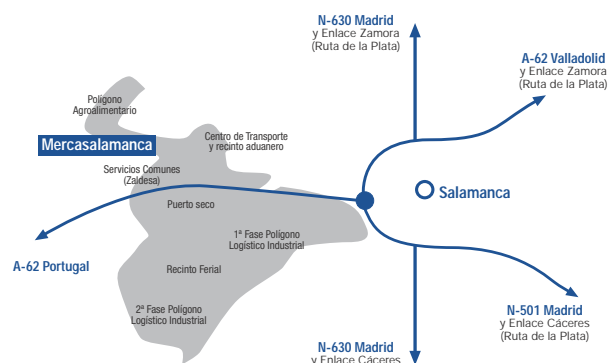 N-630 Madrid
y Enlace Zamora
(Ruta de la Plata)
A-62 Valladolid
y Enlace Zamora
(Ruta de la Plata)
Polígono
Agroalimentario
Mercasalamanca
Centro de Transporte
y recinto aduanero
Servicios Comunes
(Zaldesa)
Salamanca
Puerto seco
1ª Fase Polígono
Logístico Industrial
A-62 Portugal
Recinto Ferial
2ª Fase Polígono
Logístico Industrial
N-501 Madrid
y Enlace Cáceres
(Ruta de la Plata)
N-630 Madrid
y Enlace Cáceres